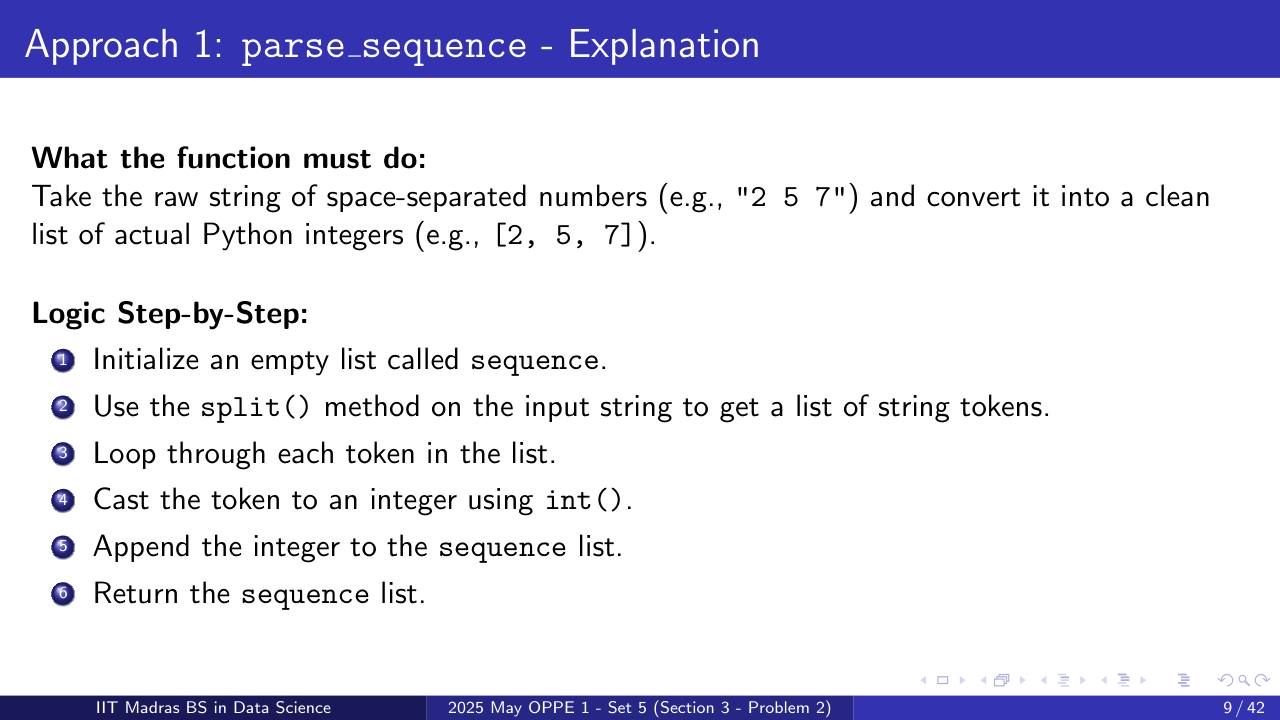 Approach 1: parse_sequence - Explanation
What the function must do:
Take the raw string of space-separated numbers (e.g., "2 5 7") and convert it into a clean
list of actual Python integers (e.g., [2, 5, 7]).
Logic Step-by-Step:
1 Initialize an empty list called sequence.
2 Use the split() method on the input string to get a list of string tokens.
3 Loop through each token in the list.
4 Cast the token to an integer using int().
5 Append the integer to the sequence list.
6 Return the sequence list.
IIT Madras BS in Data Science 2025 May OPPE 1 - Set 5 (Section 3 - Problem 2) 9 / 42